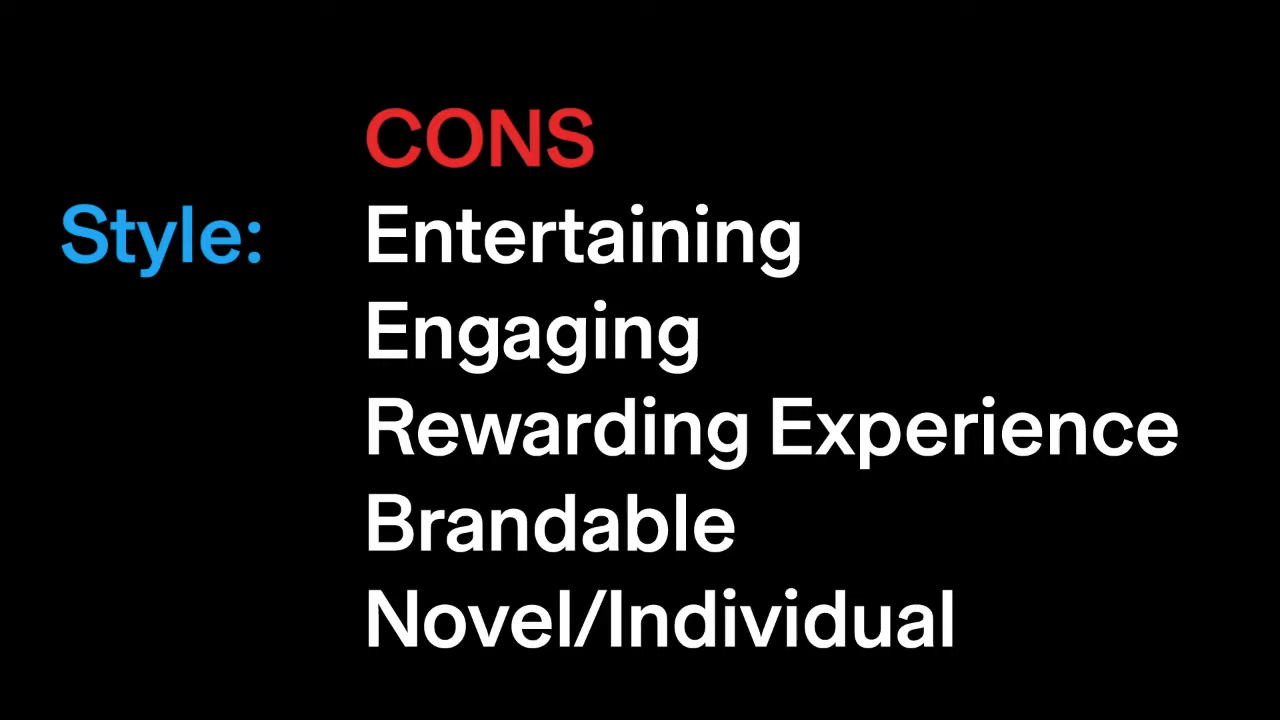 CONS
Style: Entertaining
Engaging
Rewarding Experience
Brandable
Novel/Individual